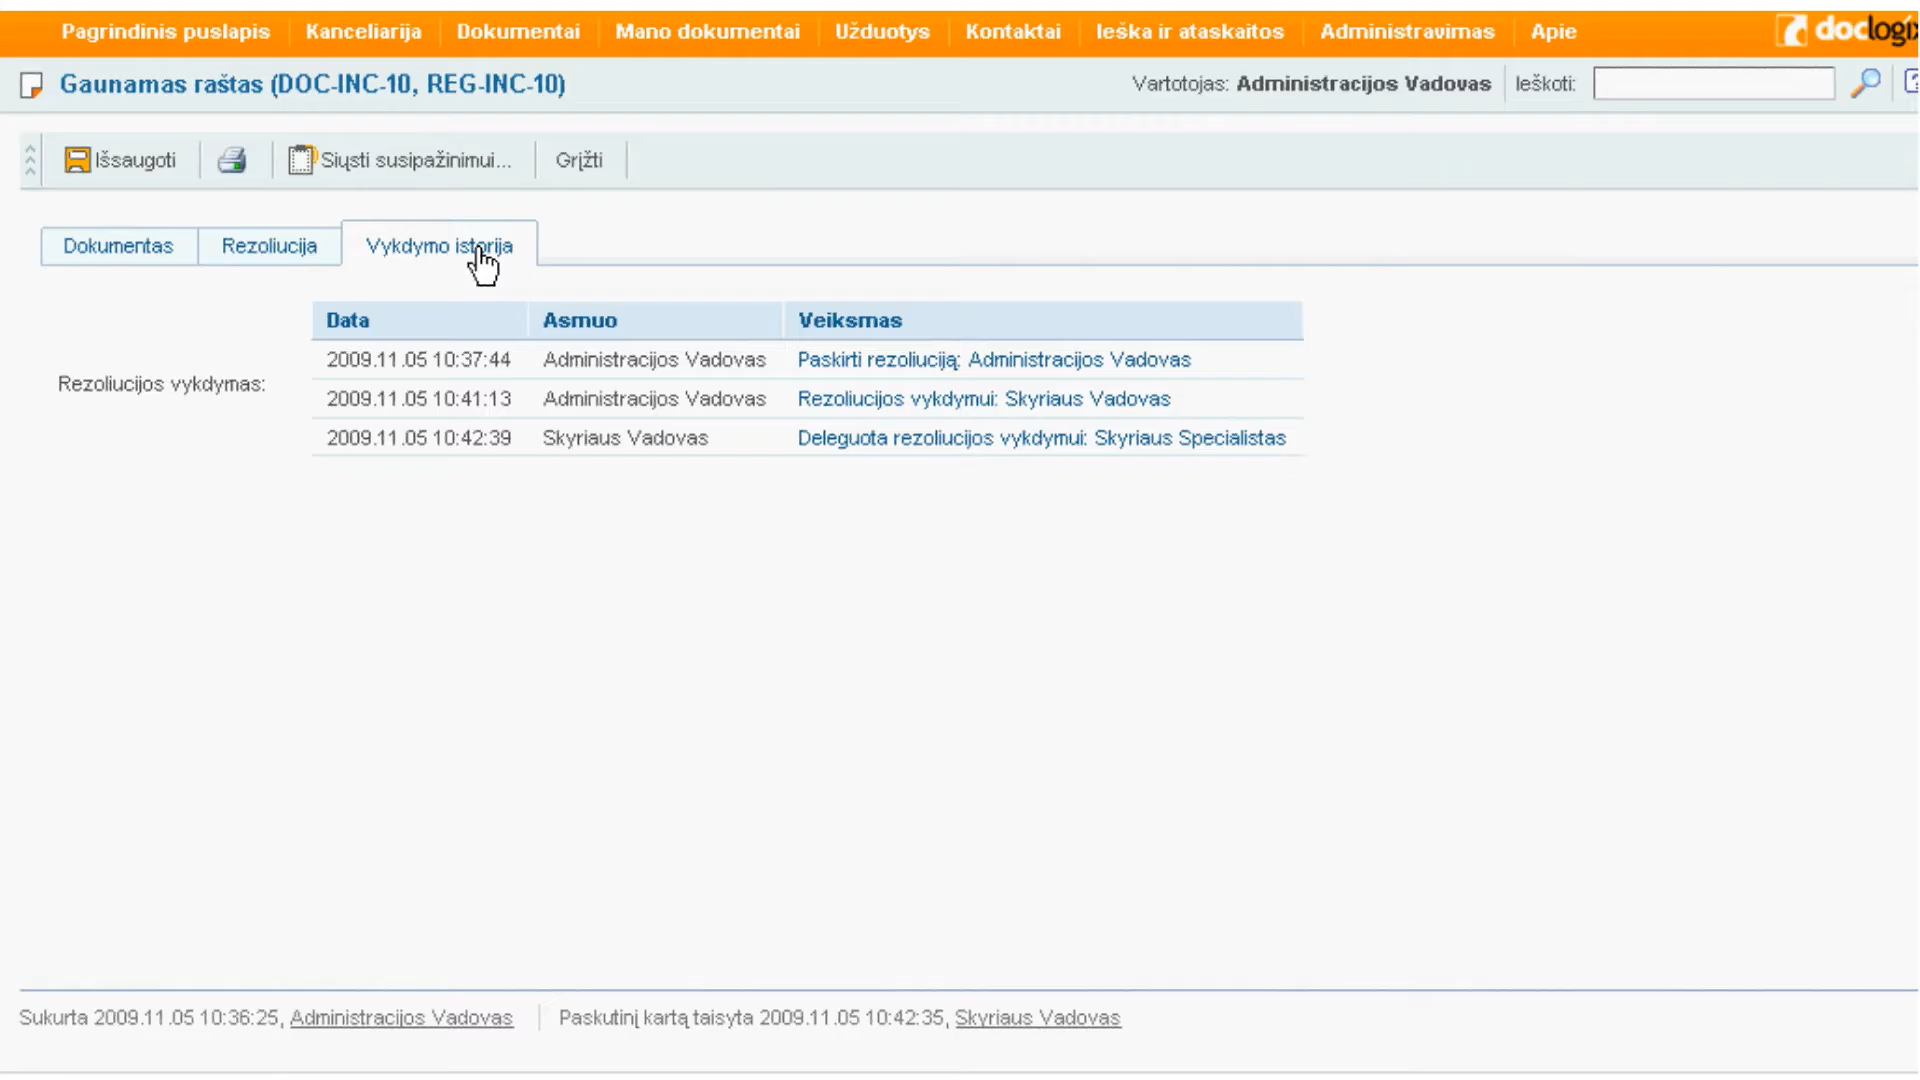 Pagrindinis puslapis Kanceliarija Dokumentai Mano dokumentai Užduotys Kontaktai Ieška ir ataskaitos Administravimas Apie doclogix
Gaunamas raštas (DOC-INC-10, REG-INC-10) Vartotojas: Administracijos Vadovas Ieškoti:
Išsaugoti Siųsti susipažinimui... Grįžti
Dokumentas Rezoliucija Vykdymo istorija
Data Asmuo Veiksmas
Rezoliucijos vykdymas:
2009.11.05 10:37:44 Administracijos Vadovas Paskirti rezoliuciją: Administracijos Vadovas
2009.11.05 10:41:13 Administracijos Vadovas Rezoliucijos vykdymui: Skyriaus Vadovas
2009.11.05 10:42:39 Skyriaus Vadovas Deleguota rezoliucijos vykdymui: Skyriaus Specialistas
Sukurta 2009.11.05 10:36:25, Administracijos Vadovas Paskutinį kartą taisyta 2009.11.05 10:42:35, Skyriaus Vadovas